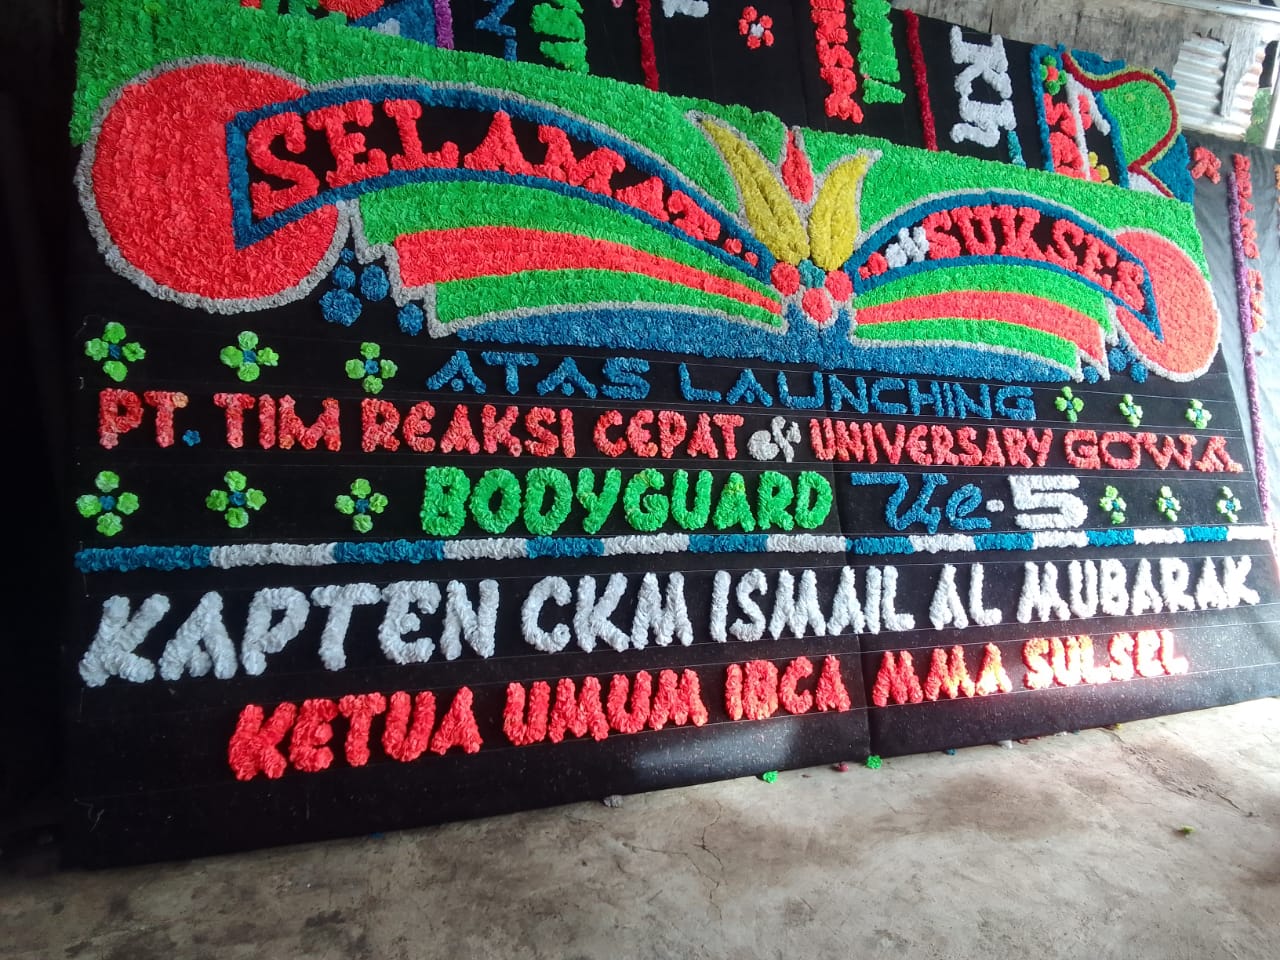 SELAMAT
& SUKSES
ATAS LAUNCHING
PT. TIM REAKSI CEPAT & UNIVERSARY GOWA
BODYGUARD Ke-5
KAPTEN CKM ISMAIL AL MUBARAK
KETUA UMUM IBCA MMA SULSEL